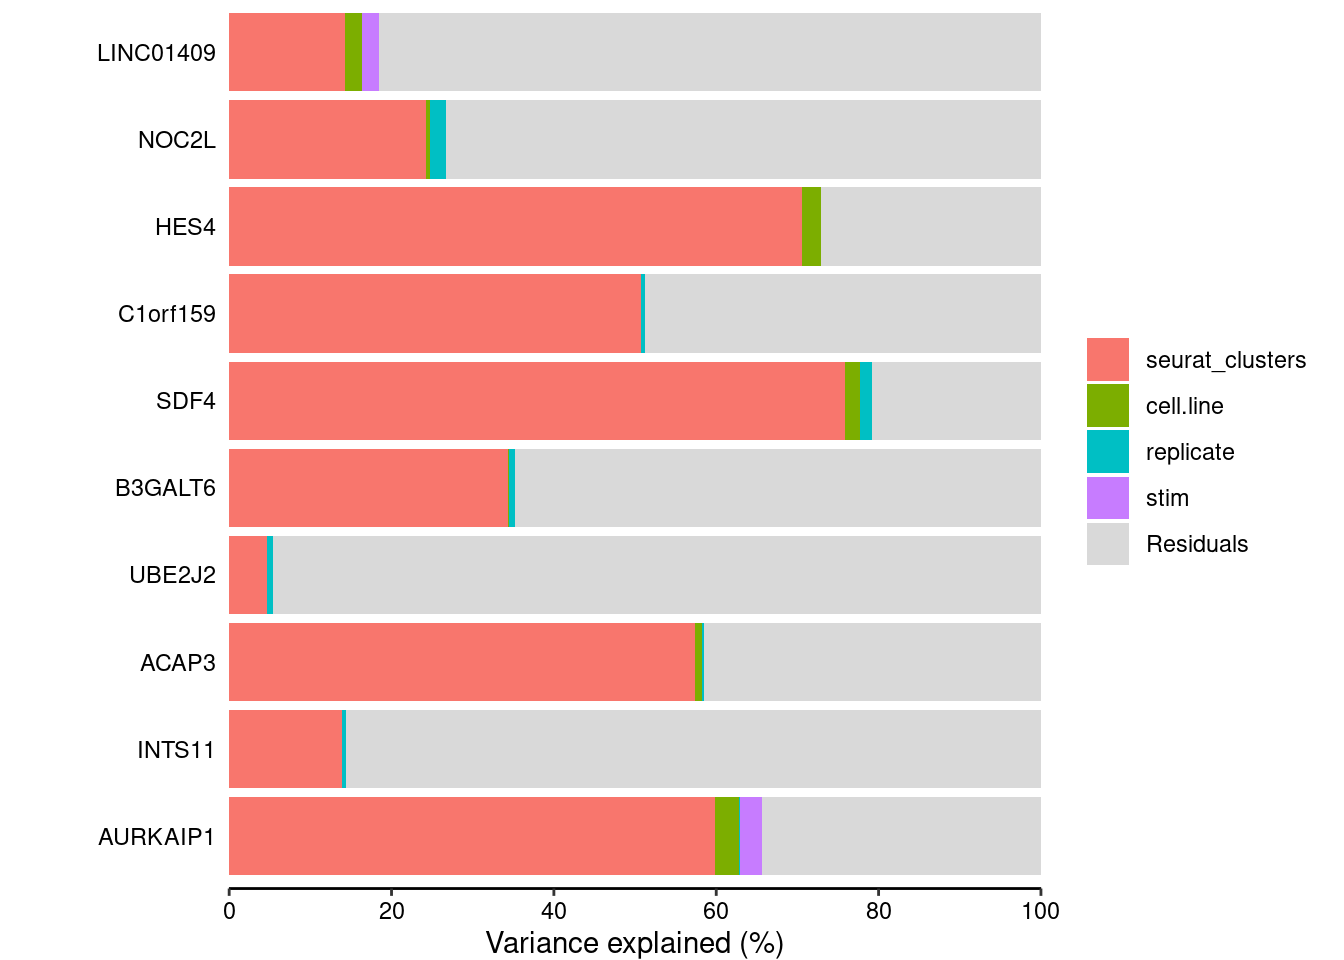 LINC01409
NOC2L
HES4
C1orf159
SDF4
B3GALT6
UBE2J2
ACAP3
INTS11
AURKAIP1
0 20 40 60 80 100
Variance explained (%)
seurat_clusters
cell.line
replicate
stim
Residuals